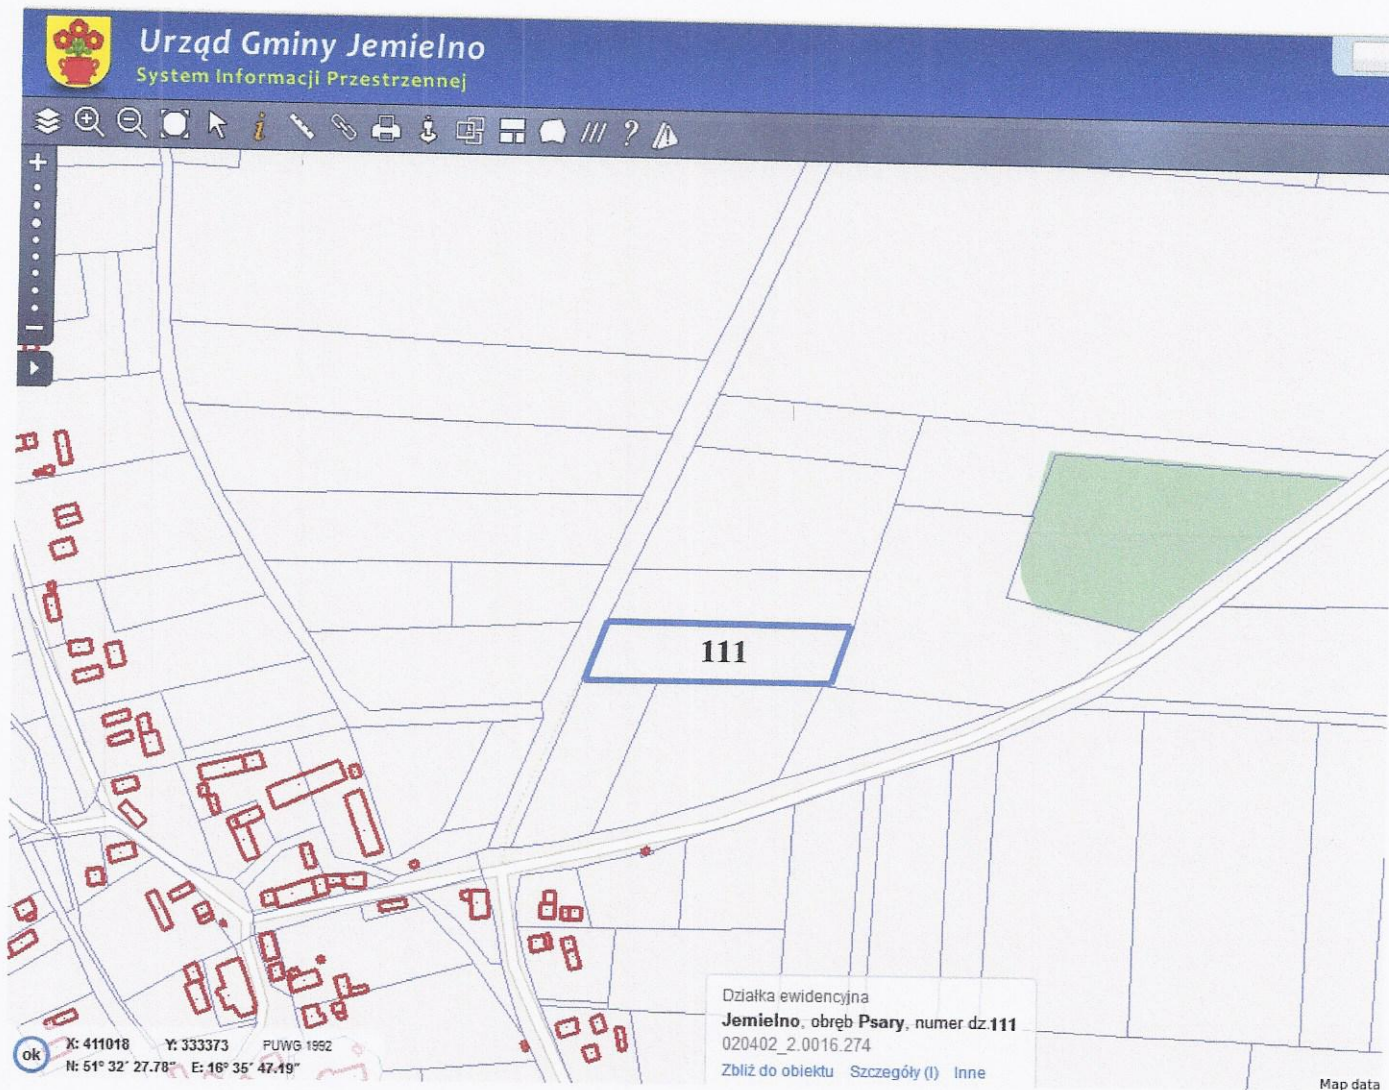 Urząd Gminy Jemielno
System Informacji Przestrzennej
111
Działka ewidencyjna
Jemielno, obręb Psary, numer dz.111
020402_2.0016.274
Zbliż do obiektu Szczegóły (I) Inne
ok
X: 411018 Y: 333373 PUWG 1992
N: 51° 32' 27.78" E: 16° 35' 47.19"
Map data